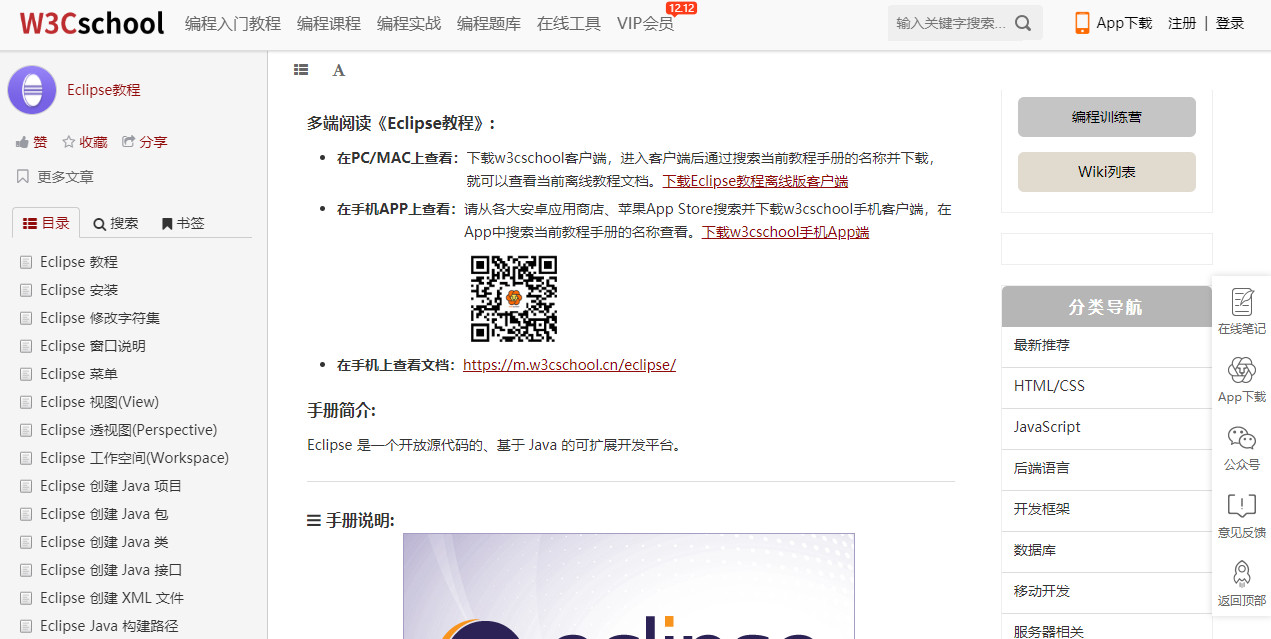 W3Cschool
编程入门教程 编程课程 编程实战 编程题库 在线工具 VIP会员
12.12
输入关键字搜索...
App下载 注册 | 登录
Eclipse教程
赞 收藏 分享
更多文章
目录 搜索 书签
Eclipse 教程
Eclipse 安装
Eclipse 修改字符集
Eclipse 窗口说明
Eclipse 菜单
Eclipse 视图(View)
Eclipse 透视图(Perspective)
Eclipse 工作空间(Workspace)
Eclipse 创建 Java 项目
Eclipse 创建 Java 包
Eclipse 创建 Java 类
Eclipse 创建 Java 接口
Eclipse 创建 XML 文件
Eclipse Java 构建路径
A
多端阅读《Eclipse教程》:
在PC/MAC上查看：下载w3cschool客户端，进入客户端后通过搜索当前教程手册的名称并下载，
就可以查看当前离线教程文档。下载Eclipse教程离线版客户端
在手机APP上查看：请从各大安卓应用商店、苹果App Store搜索并下载w3cschool手机客户端，在
App中搜索当前教程手册的名称查看。下载w3cschool手机App端
在手机上查看文档：https://m.w3cschool.cn/eclipse/
手册简介:
Eclipse 是一个开放源代码的、基于 Java 的可扩展开发平台。
手册说明:
eclipse
编程训练营
Wiki列表
分类导航
最新推荐
HTML/CSS
JavaScript
后端语言
开发框架
数据库
移动开发
服务器相关
在线笔记
App下载
公众号
意见反馈
返回顶部